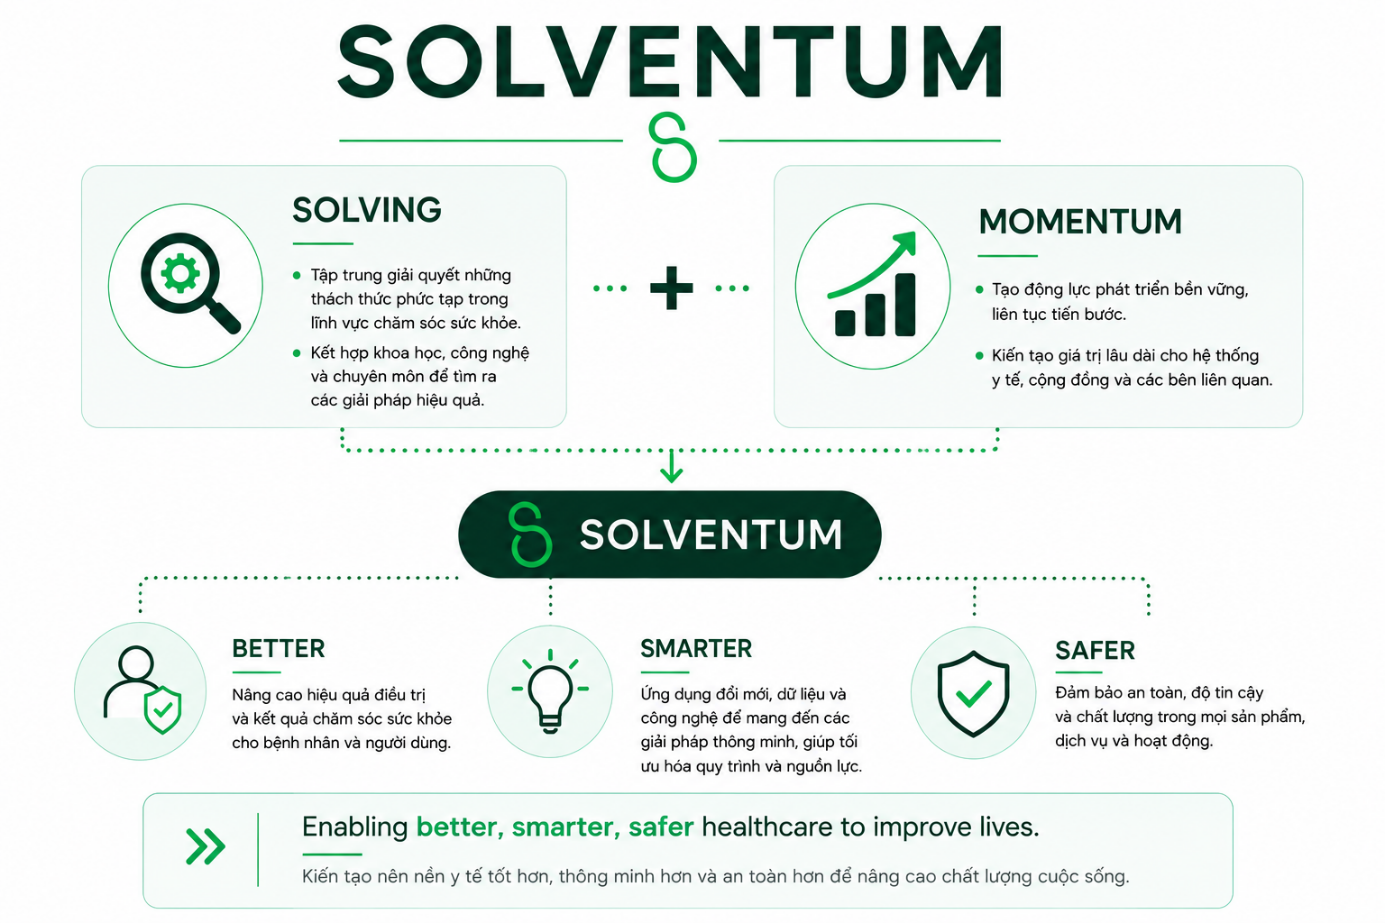 SOLVENTUM
SOLVING
Tập trung giải quyết những
thách thức phức tạp trong
lĩnh vực chăm sóc sức khỏe.
Kết hợp khoa học, công nghệ
và chuyên môn để tìm ra
các giải pháp hiệu quả.
+
MOMENTUM
Tạo động lực phát triển bền vững,
liên tục tiến bước.
Kiến tạo giá trị lâu dài cho hệ thống
y tế, cộng đồng và các bên liên quan.
SOLVENTUM
BETTER
Nâng cao hiệu quả điều trị
và kết quả chăm sóc sức khỏe
cho bệnh nhân và người dùng.
SMARTER
Ứng dụng đổi mới, dữ liệu và
công nghệ để mang đến các
giải pháp thông minh, giúp tối
ưu hóa quy trình và nguồn lực.
SAFER
Đảm bảo an toàn, độ tin cậy
và chất lượng trong mọi sản phẩm,
dịch vụ và hoạt động.
Enabling better, smarter, safer healthcare to improve lives.
Kiến tạo nên nền y tế tốt hơn, thông minh hơn và an toàn hơn để nâng cao chất lượng cuộc sống.